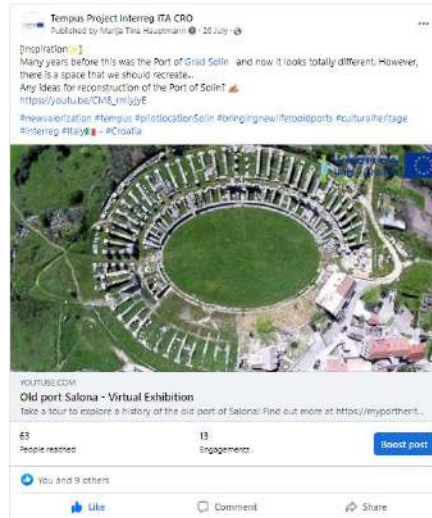 Tempus Project Interreg ITA CRO
Published by Marija Tina Hauptmann · 26 July ·
[Inspiration✨]
Many years before this was the Port of Grad Solin and now it looks totally different. However,
there is a space that we should recreate..
Any ideas for reconstruction of the Port of Solin?
#newvalorization #tempus #pilotlocationSolin #bringingnewlifetooldports #culturalheritage
#interreg #Italy🇮🇹 - #Croatia
Interreg
YOUTUBE.COM
Old port Salona - Virtual Exhibition
Take a tour to explore a history of the old port of Salona! Find out more at https://myportherit...
63
People reached
13
Engagements
Boost post
You and 9 others
Like
Comment
Share